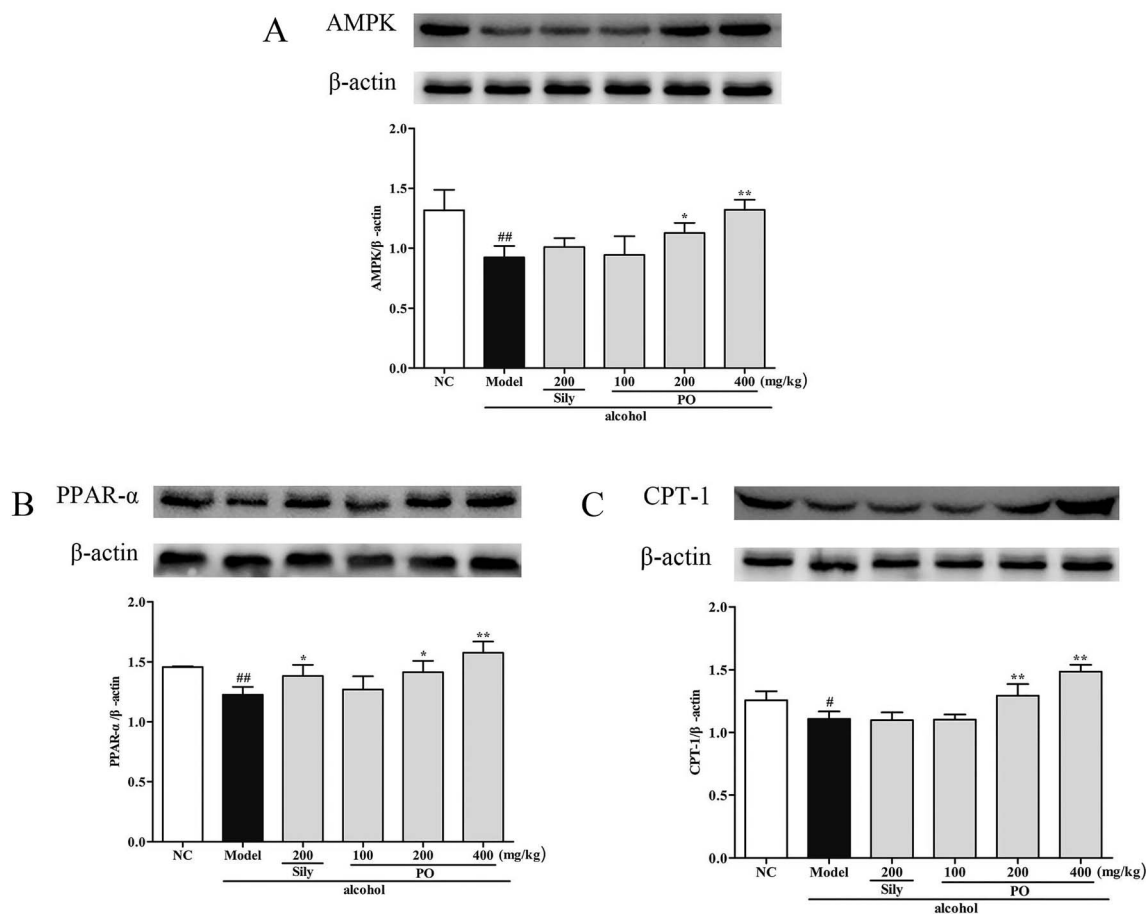 A
AMPK
β-actin
2.0
1.5
1.0
0.5
0.0
AMPK/β -actin
##
*
**
NC Model 200 100 200 400 (mg/kg)
Sily PO
alcohol
B
PPAR-α
β-actin
2.0
1.5
1.0
1.5
0.0
PPAR-α /β -actin
##
*
*
**
NC Model 200 100 200 400 (mg/kg)
Sily PO
alcohol
C
CPT-1
β-actin
2.0
1.5
1.0
1.5
0.0
CPT-1/β -actin
#
**
**
NC Model 200 100 200 400 (mg/kg)
Sily PO
alcohol